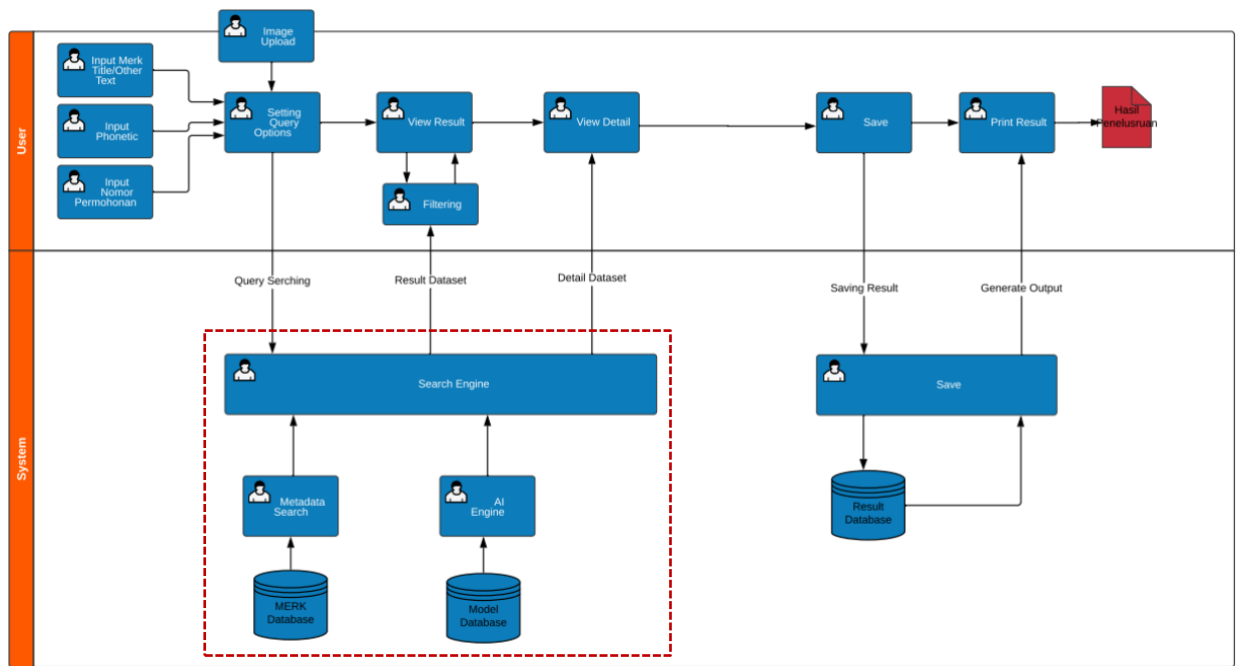 Image
Upload
Input Merk
Title/Other
Text
Input
Phonetic
Input
Nomor
Permohonan
Setting
Query
Options
View Result
Filtering
View Detail
Save
Print Result
Hasil
Penelusruan
User
Query Serching
Result Dataset
Detail Dataset
Saving Result
Generate Output
System
Search Engine
Save
Metadata
Search
AI
Engine
MERK
Database
Model
Database
Result
Database